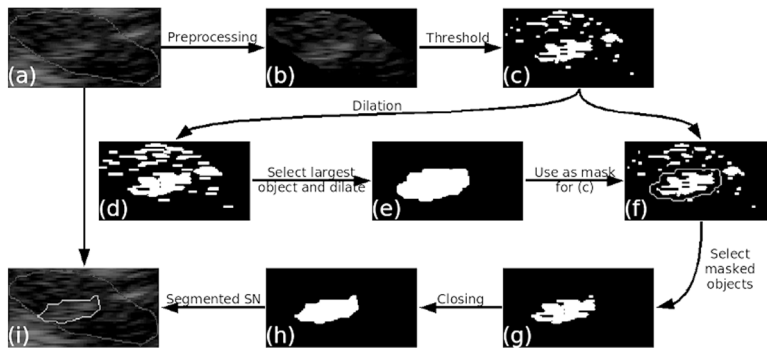 Preprocessing
Threshold
(a)
(b)
(c)
Dilation
Select largest
object and dilate
Use as mask
for (c)
(d)
(e)
(f)
Select
masked
objects
Segmented SN
Closing
(i)
(h)
(g)